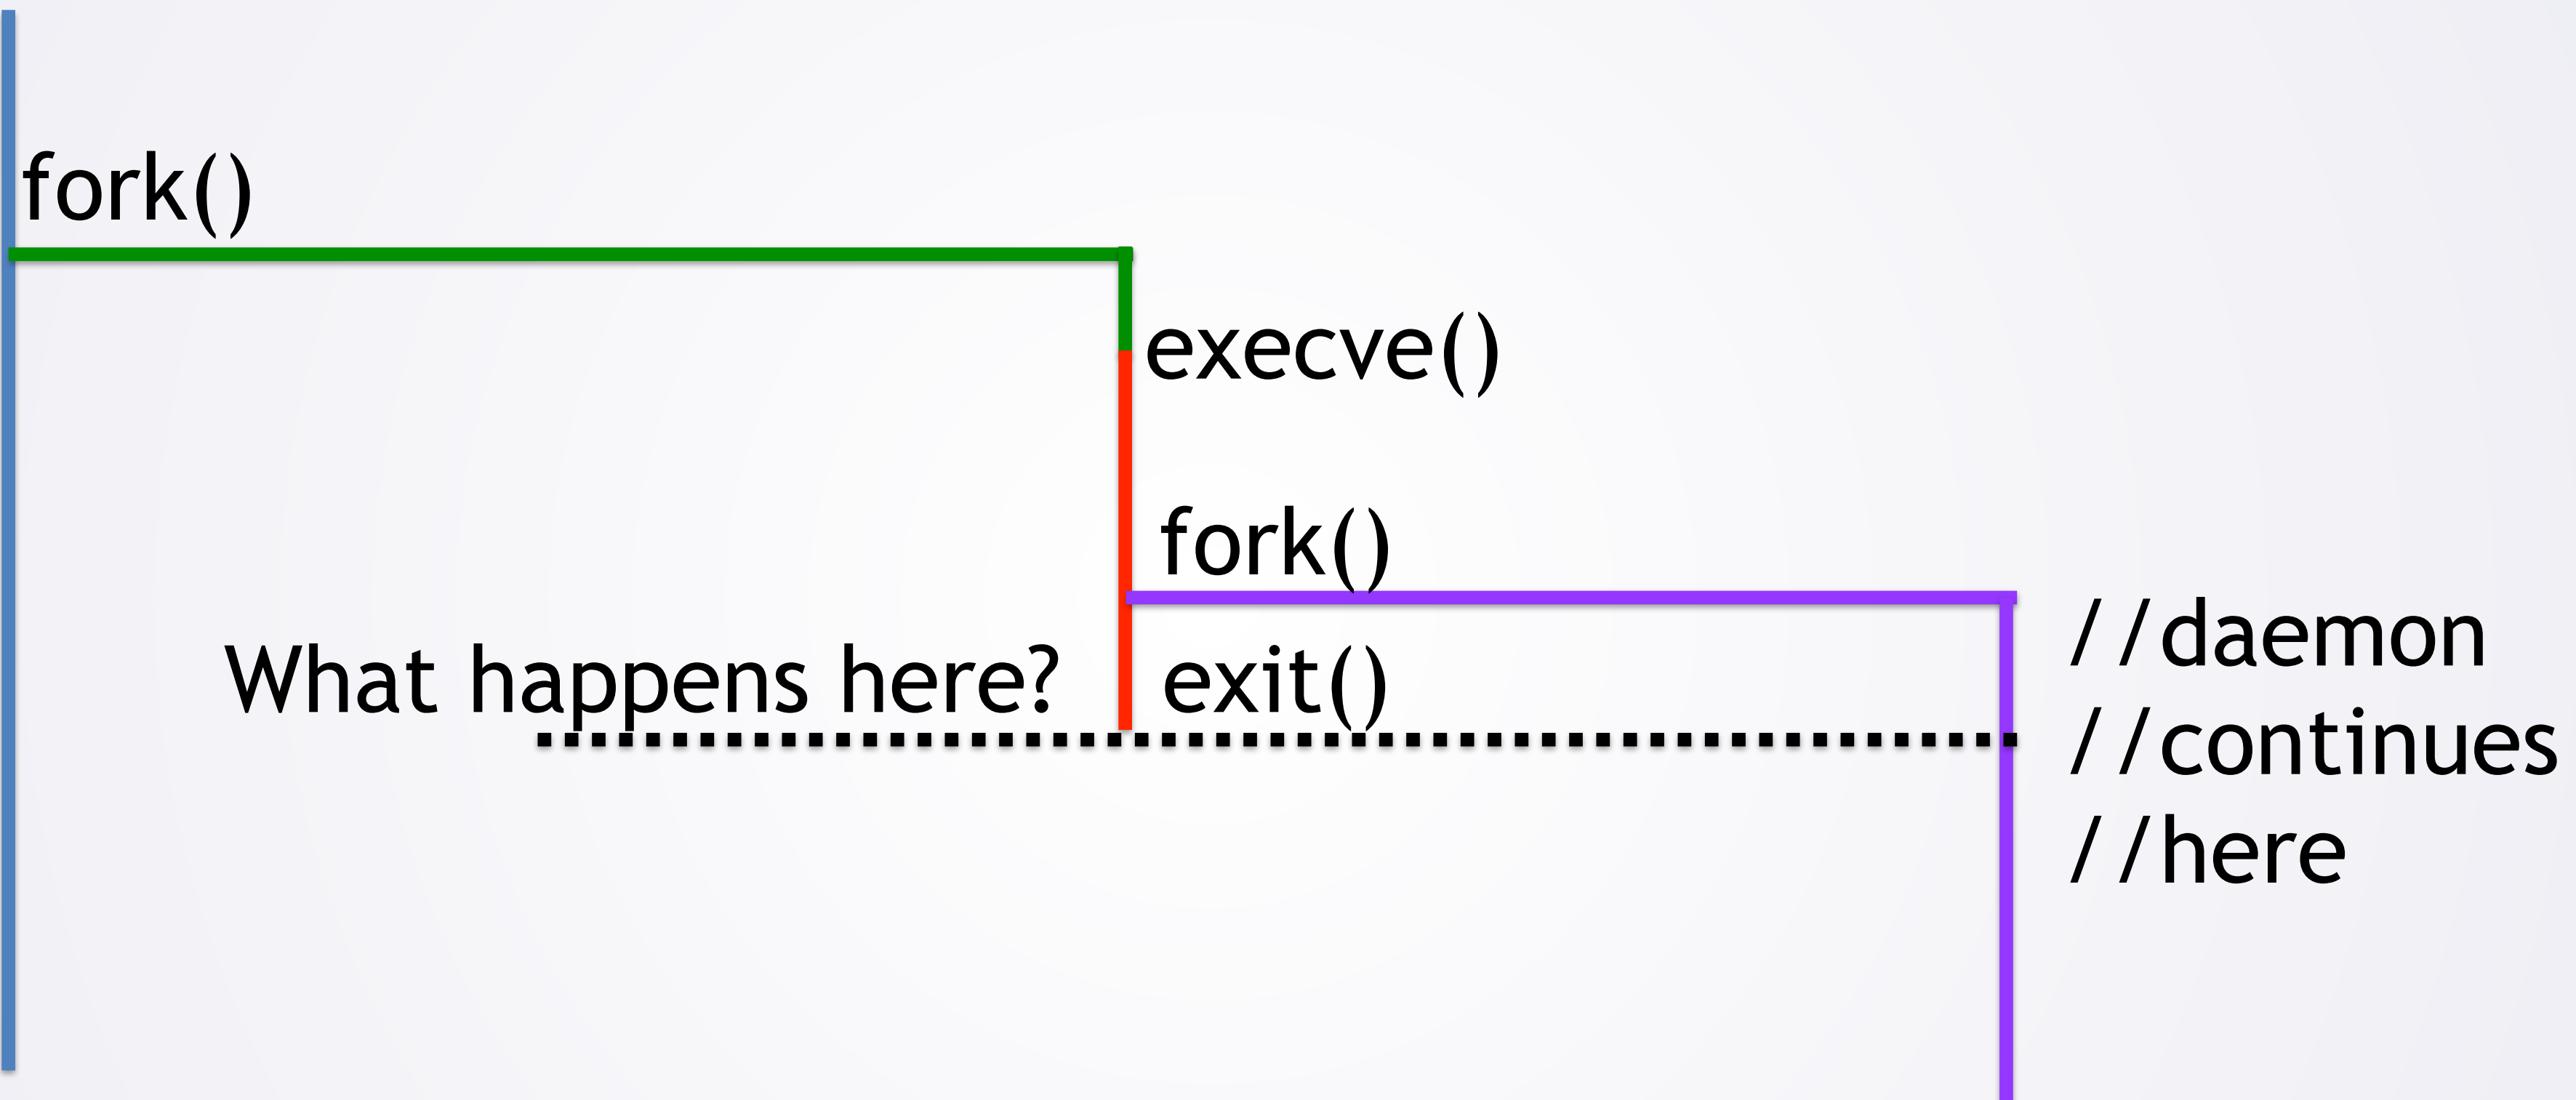 fork()
execve()
fork()
What happens here?
exit()
//daemon
//continues
//here